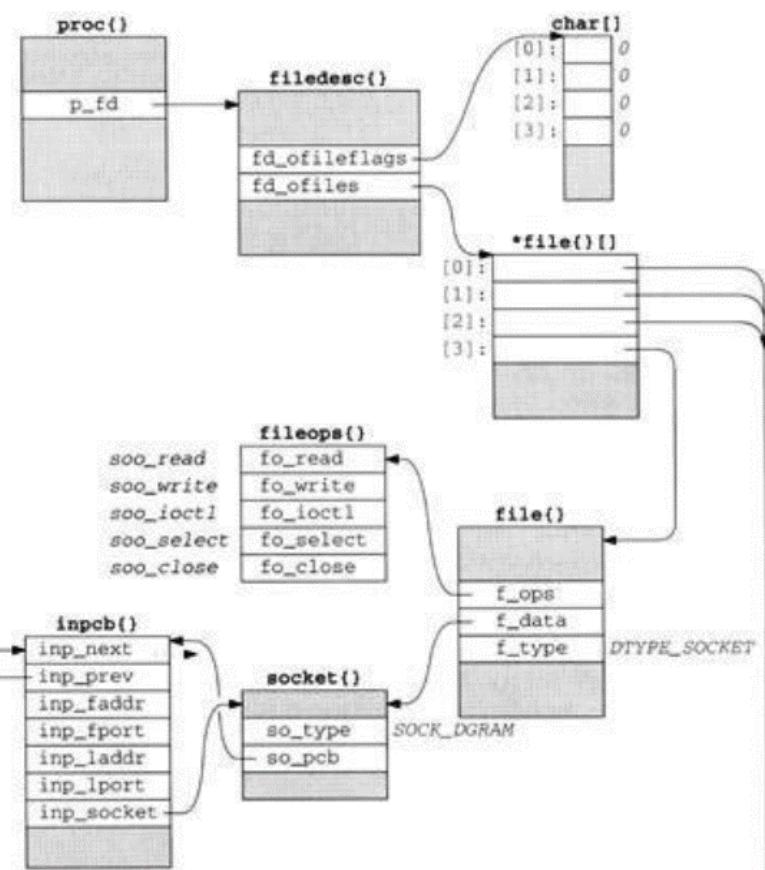 proc{}
p_fd
filedesc{}
fd_ofileflags
fd_ofiles
char[]
[0]: 0
[1]: 0
[2]: 0
[3]: 0
*file{}[]
[0]:
[1]:
[2]:
[3]:
fileops{}
soo_read fo_read
soo_write fo_write
soo_ioctl fo_ioctl
soo_select fo_select
soo_close fo_close
file{}
f_ops
f_data
f_type DTYPE_SOCKET
inpcb{}
inp_next
inp_prev
inp_faddr
inp_fport
inp_laddr
inp_lport
inp_socket
socket{}
so_type SOCK_DGRAM
so_pcb